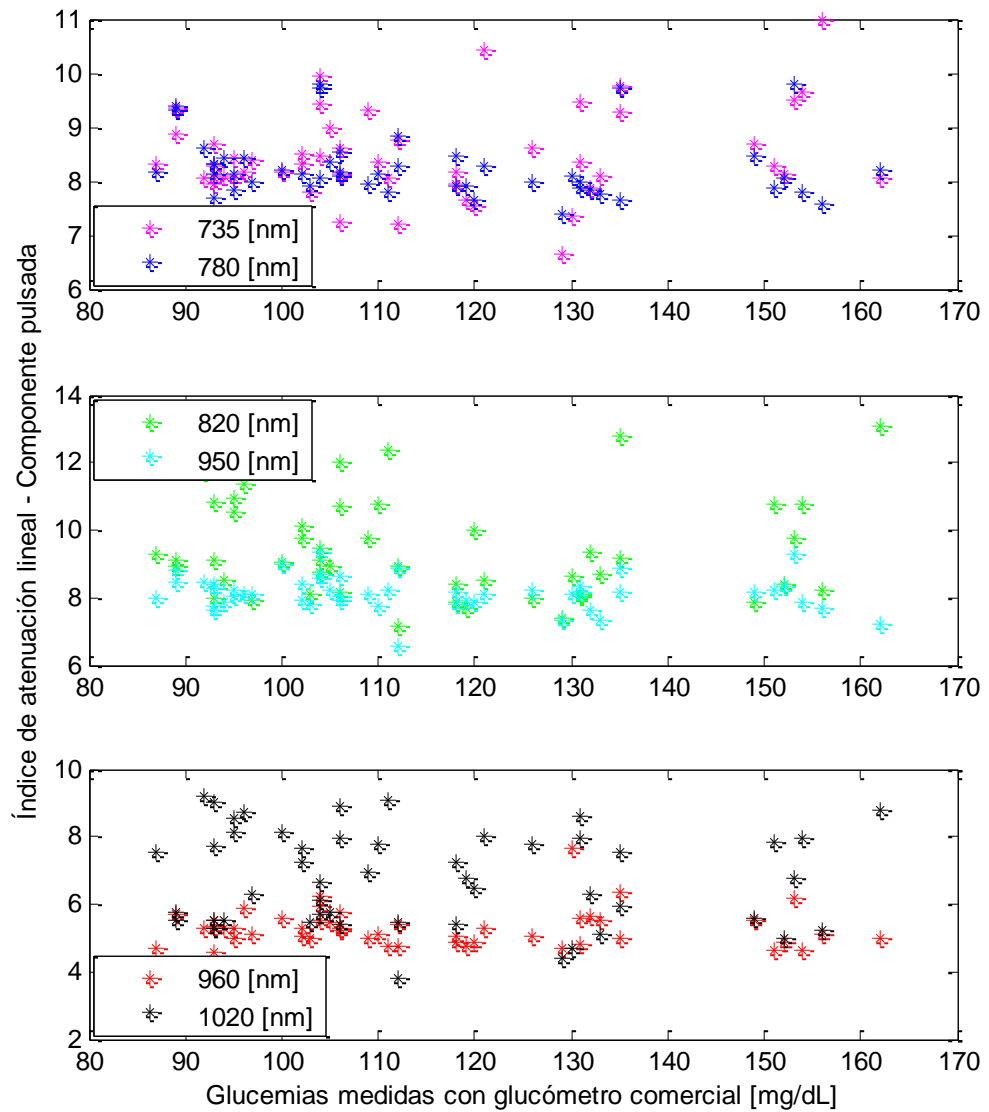 Índice de atenuación lineal - Componente pulsada
11
10
9
8
7
6
735 [nm]
780 [nm]
80 90 100 110 120 130 140 150 160 170
14
12
10
8
6
820 [nm]
950 [nm]
80 90 100 110 120 130 140 150 160 170
10
8
6
4
2
960 [nm]
1020 [nm]
80 90 100 110 120 130 140 150 160 170
Glucemias medidas con glucómetro comercial [mg/dL]